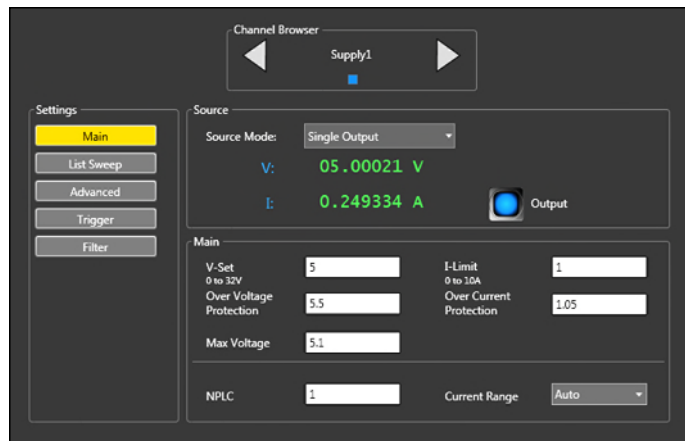 Channel Browser
Supply1
Settings
Main
List Sweep
Advanced
Trigger
Filter
Source
Source Mode: Single Output
V: 05.00021 V
I: 0.249334 A
Output
Main
V-Set 5 I-Limit 1
0 to 32V 0 to 10A
Over Voltage Protection 5.5 Over Current Protection 1.05
Max Voltage 5.1
NPLC 1 Current Range Auto